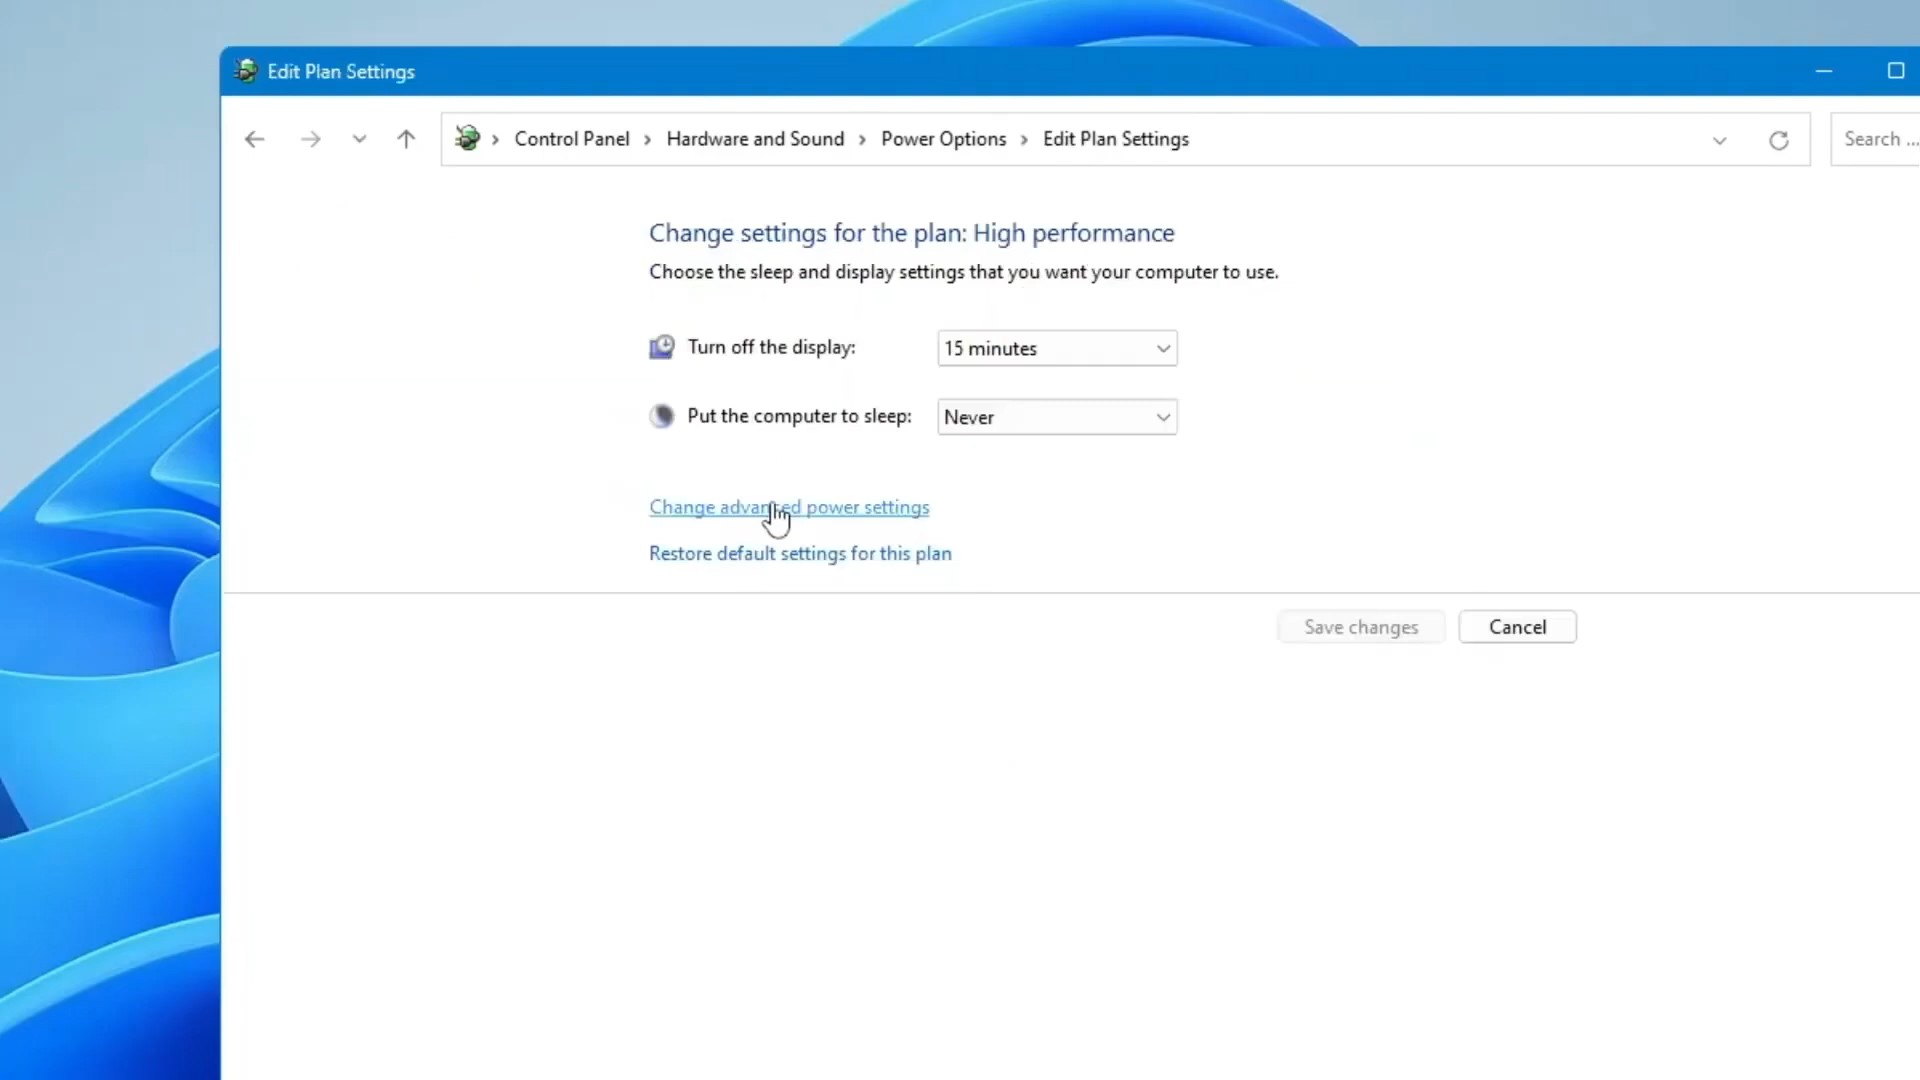 Edit Plan Settings
Control Panel › Hardware and Sound › Power Options › Edit Plan Settings
Search ...
Change settings for the plan: High performance
Choose the sleep and display settings that you want your computer to use.
Turn off the display: 15 minutes
Put the computer to sleep: Never
Change advanced power settings
Restore default settings for this plan
Save changes Cancel